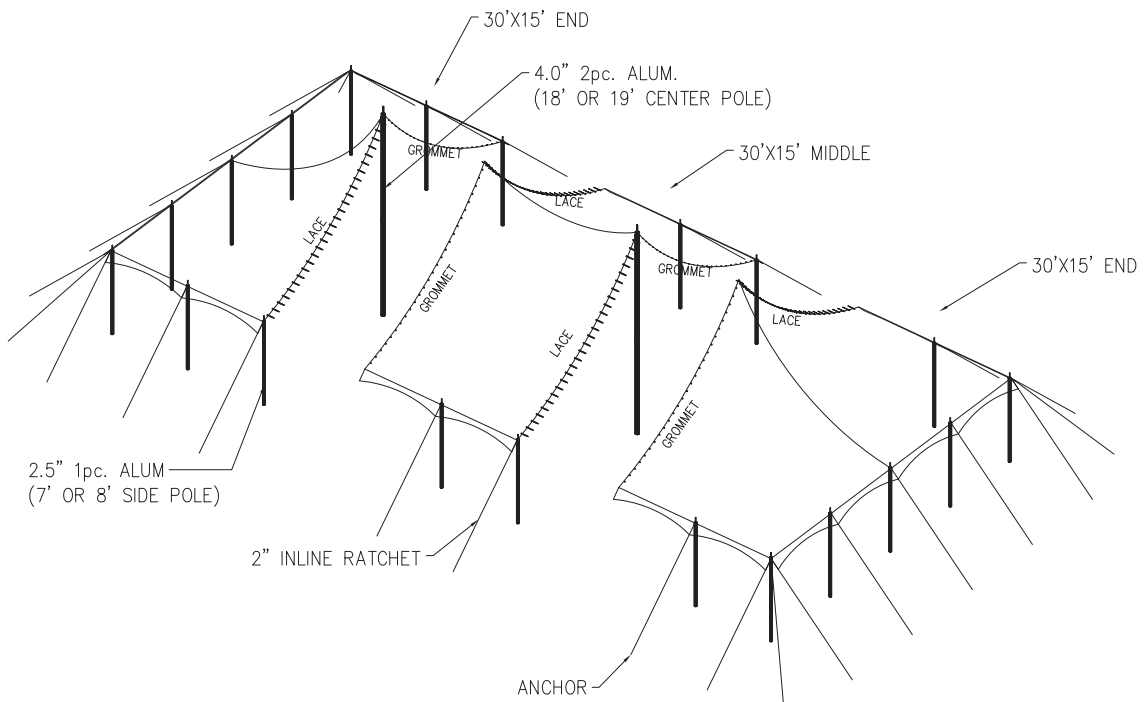 30'X15' END
4.0" 2pc. ALUM.
(18' OR 19' CENTER POLE)
GROMMET
30'X15' MIDDLE
LACE
LACE
GROMMET
30'X15' END
GROMMET
LACE
LACE
GROMMET
2.5" 1pc. ALUM
(7' OR 8' SIDE POLE)
2" INLINE RATCHET
ANCHOR